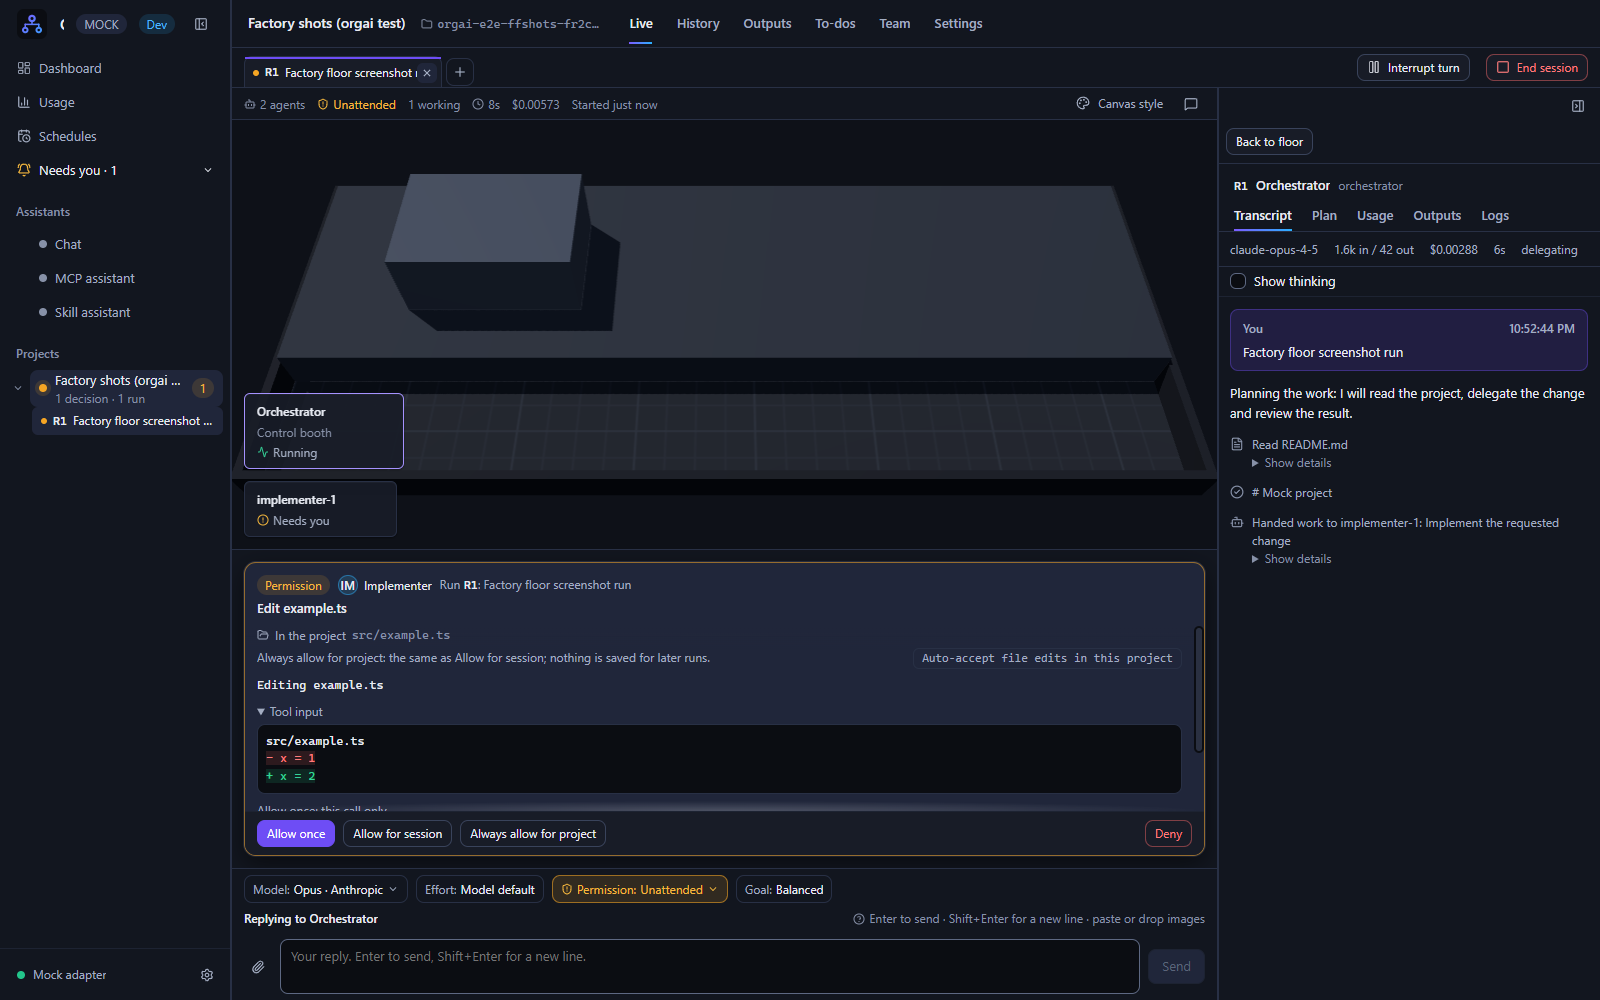 MOCK
Dev
Dashboard
Usage
Schedules
Needs you · 1
Assistants
Chat
MCP assistant
Skill assistant
Projects
Factory shots (orgai ...
1 decision · 1 run
1
R1 Factory floor screenshot ...
Mock adapter
Factory shots (orgai test)
orgai-e2e-ffshots-fr2c...
Live
History
Outputs
To-dos
Team
Settings
R1 Factory floor screenshot
Interrupt turn
End session
2 agents
Unattended
1 working
8s
$0.00573
Started just now
Canvas style
Orchestrator
Control booth
Running
implementer-1
Needs you
Permission
IM
Implementer
Run R1: Factory floor screenshot run
Edit example.ts
In the project src/example.ts
Always allow for project: the same as Allow for session; nothing is saved for later runs.
Auto-accept file edits in this project
Editing example.ts
Tool input
src/example.ts
- x = 1
+ x = 2
Allow once: this call only
Allow once
Allow for session
Always allow for project
Deny
Model: Opus · Anthropic
Effort: Model default
Permission: Unattended
Goal: Balanced
Replying to Orchestrator
Enter to send · Shift+Enter for a new line · paste or drop images
Your reply. Enter to send, Shift+Enter for a new line.
Send
Back to floor
R1 Orchestrator orchestrator
Transcript
Plan
Usage
Outputs
Logs
claude-opus-4-5
1.6k in / 42 out
$0.00288
6s
delegating
Show thinking
You
10:52:44 PM
Factory floor screenshot run
Planning the work: I will read the project, delegate the change
and review the result.
Read README.md
Show details
# Mock project
Handed work to implementer-1: Implement the requested
change
Show details